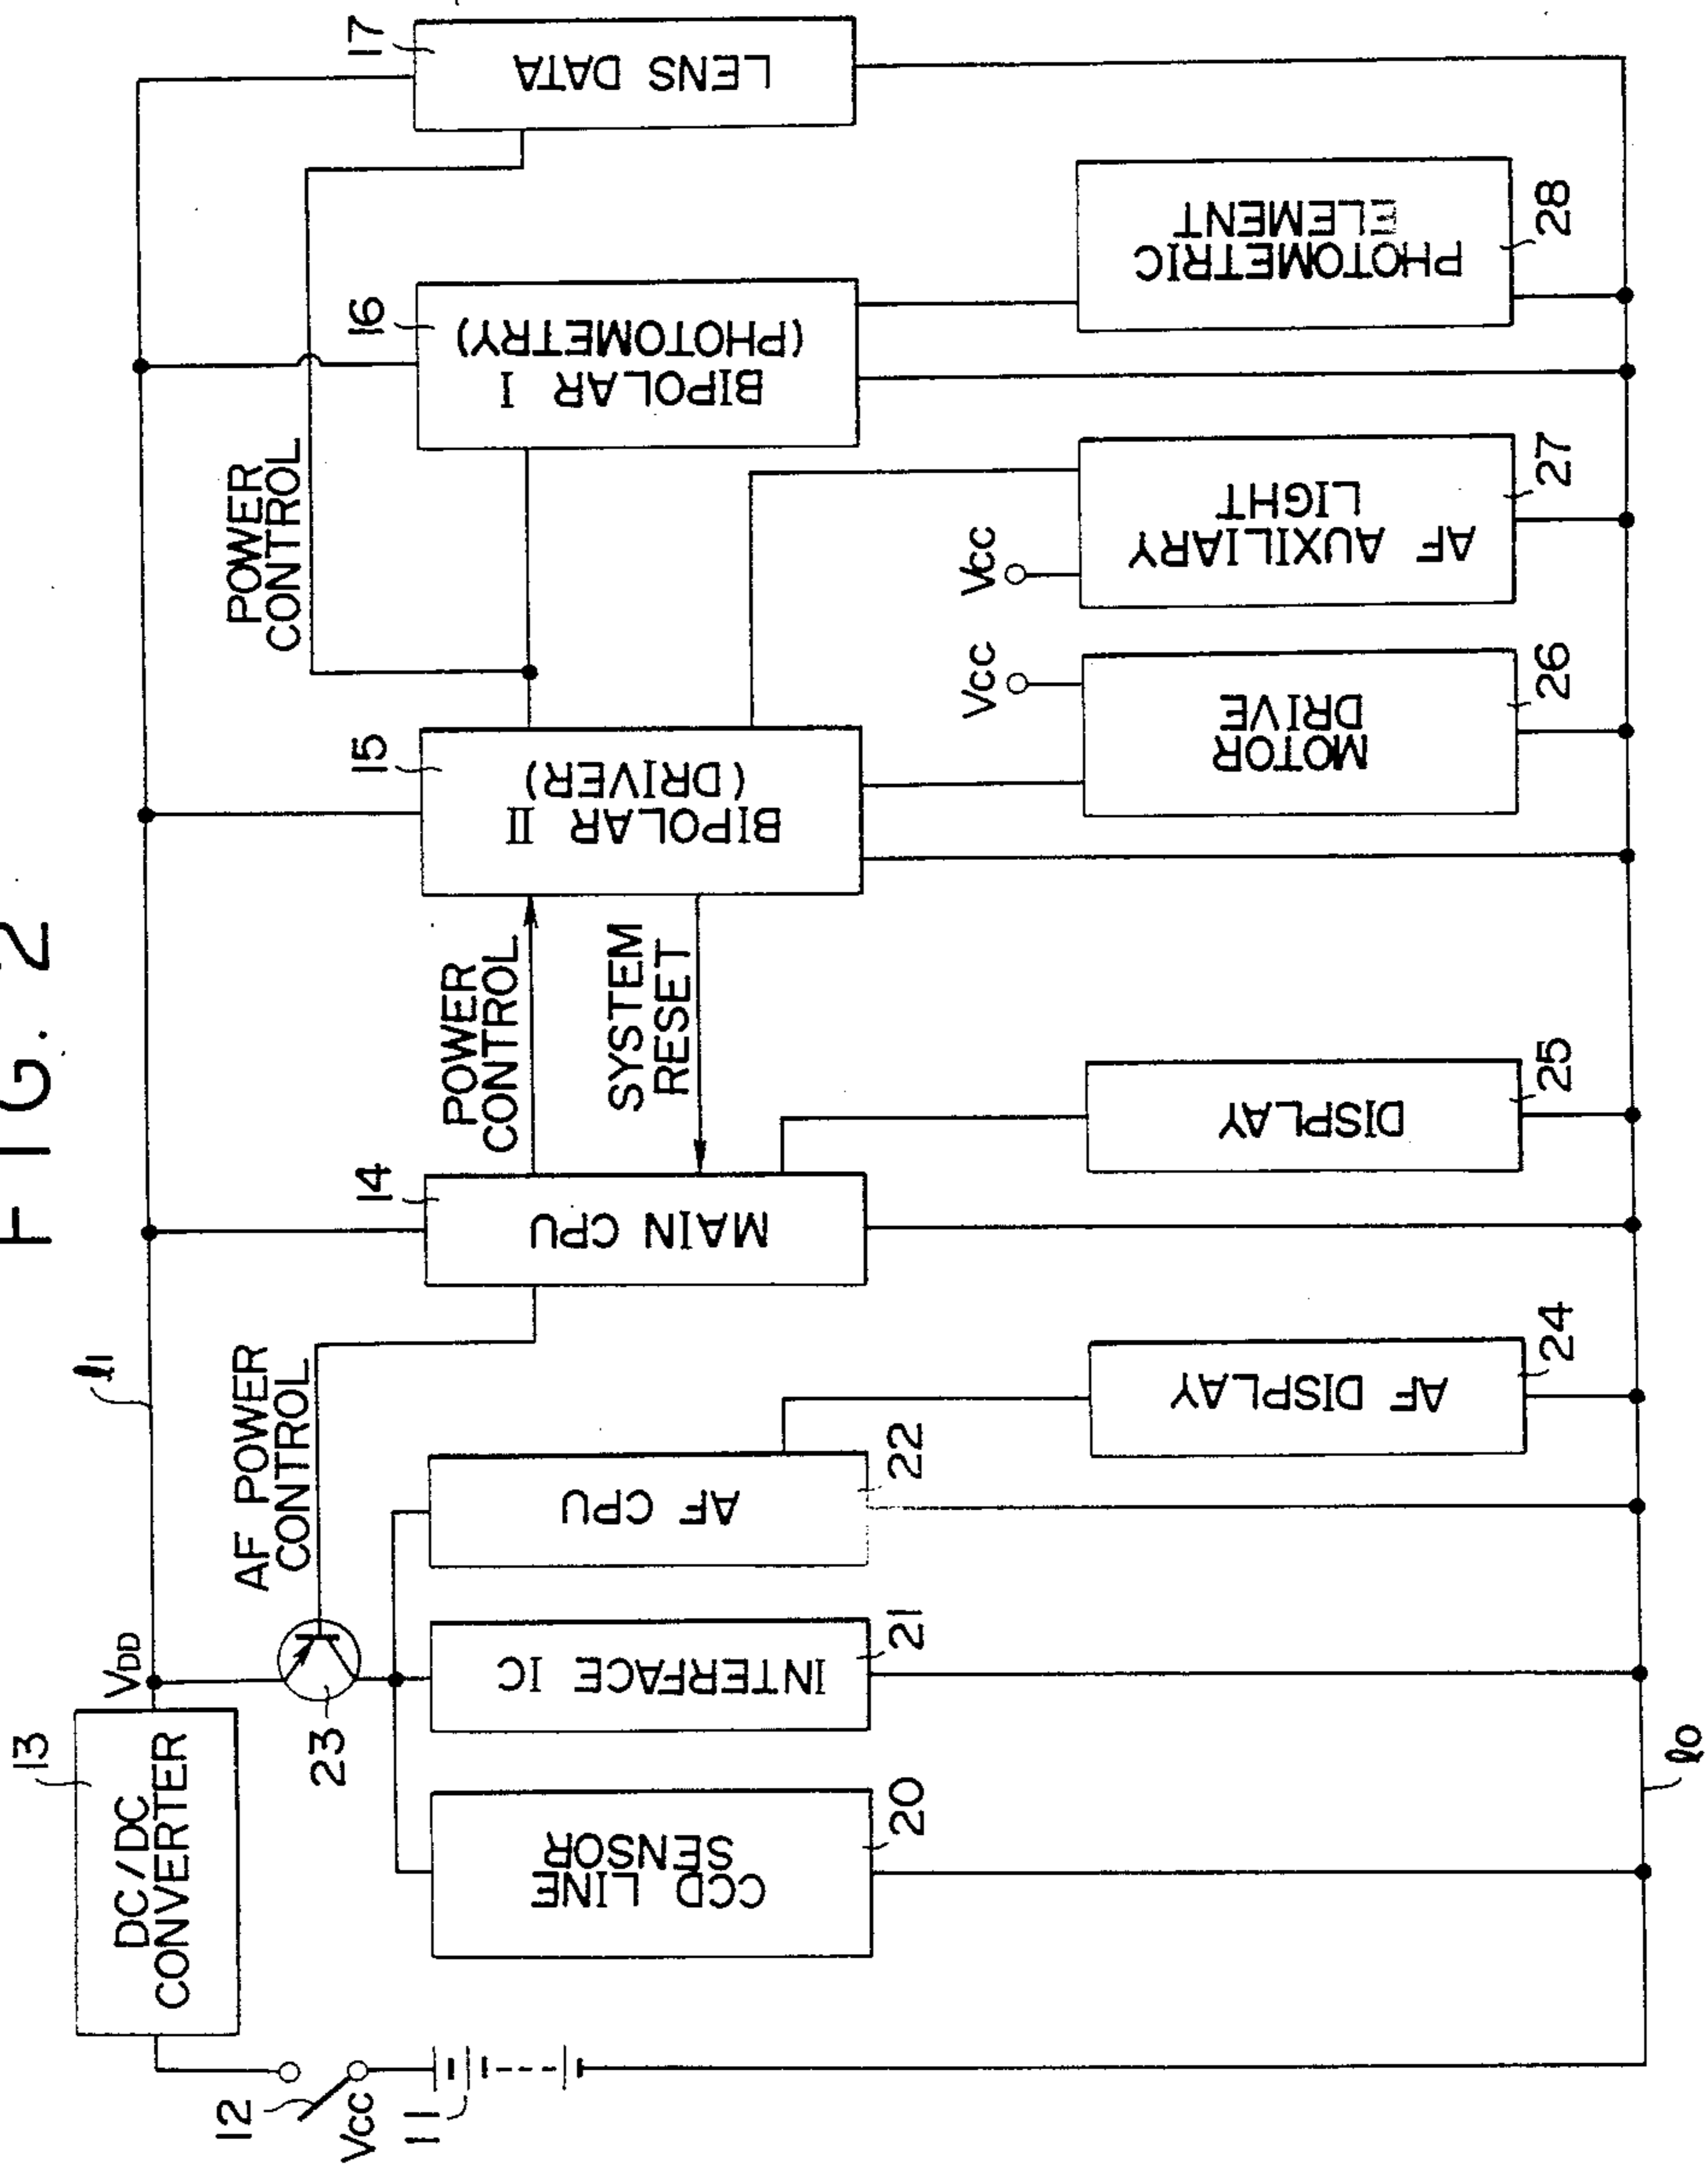 FIG. 2
13
DC/DC
CONVERTER
VDD
ℓ1
12
Vcc
11
23
AF POWER
CONTROL
CCD LINE
SENSOR
20
INTERFACE IC
21
AF CPU
22
AF DISPLAY
24
14
MAIN CPU
DISPLAY
25
POWER
CONTROL
SYSTEM
RESET
15
BIPOLAR II
(DRIVER)
Vcc
MOTOR
DRIVE
26
POWER
CONTROL
Vcc
AF AUXILIARY
LIGHT
27
16
BIPOLAR I
(PHOTOMETRY)
PHOTOMETRIC
ELEMENT
28
17
LENS DATA
ℓ0